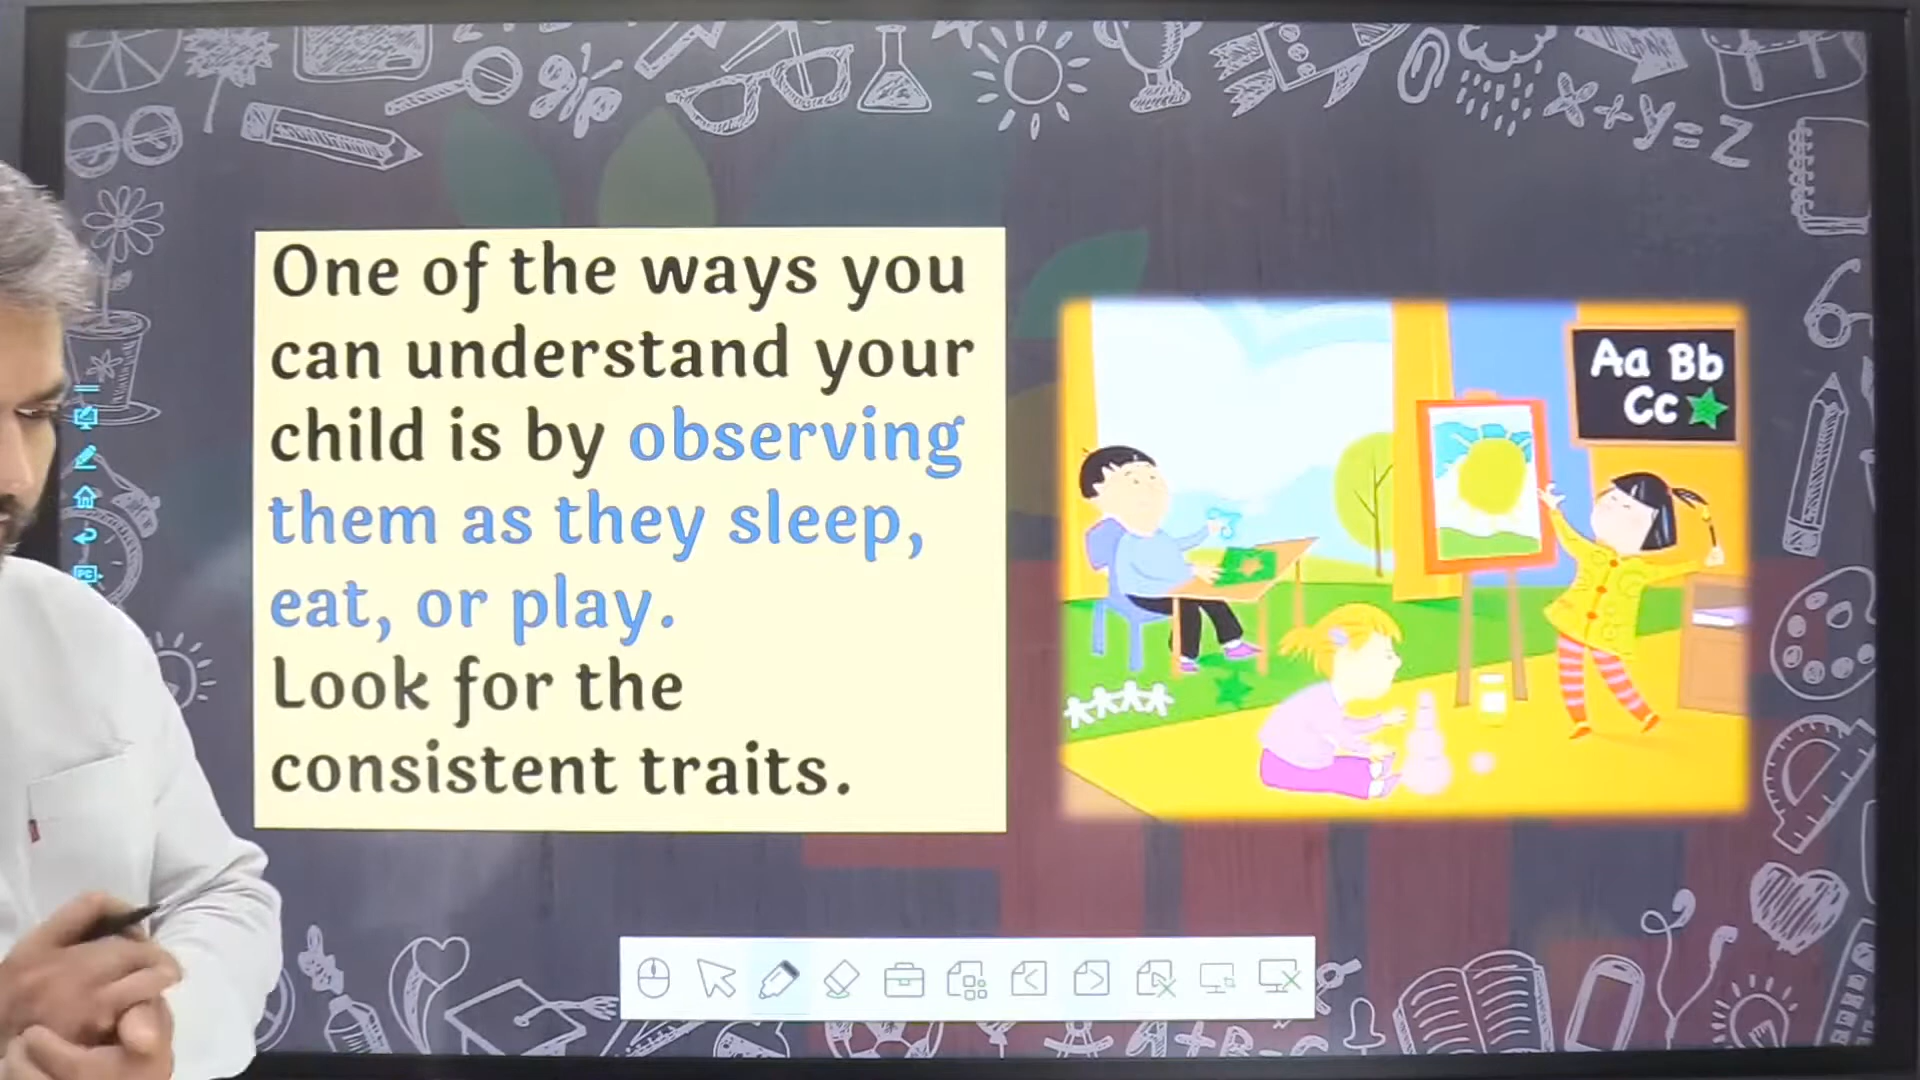 x+y=z
One of the ways you
can understand your
child is by observing
them as they sleep,
eat, or play.
Look for the
consistent traits.
Aa Bb
Cc
PC